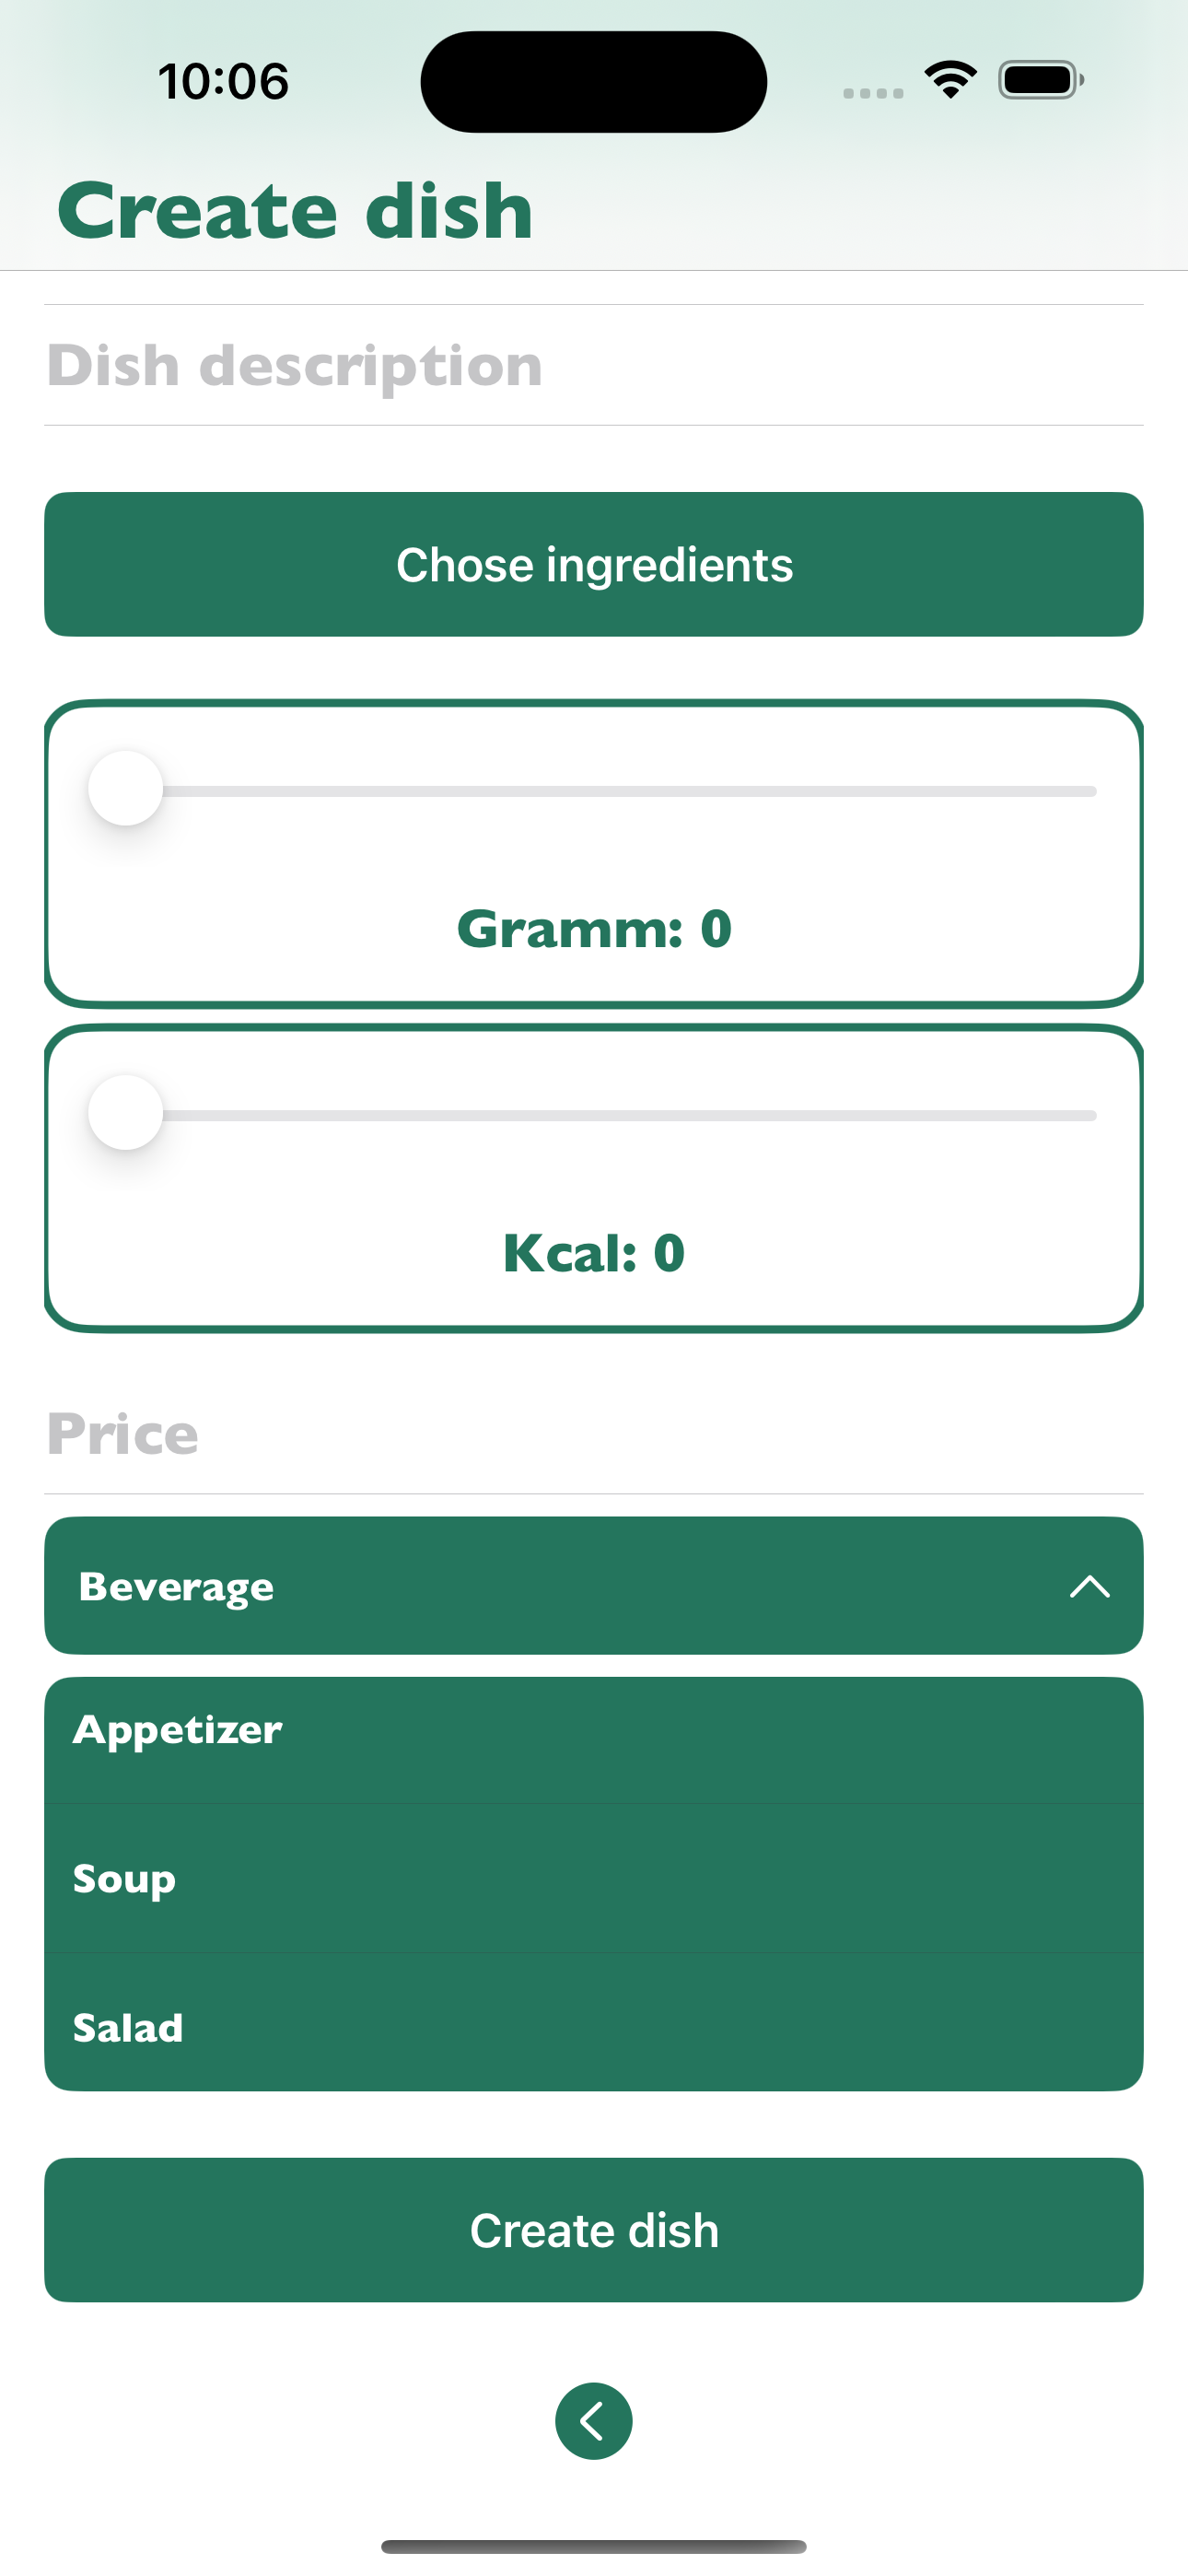 10:06
Create dish
Dish description
Chose ingredients
Gramm: 0
Kcal: 0
Price
Beverage
Appetizer
Soup
Salad
Create dish